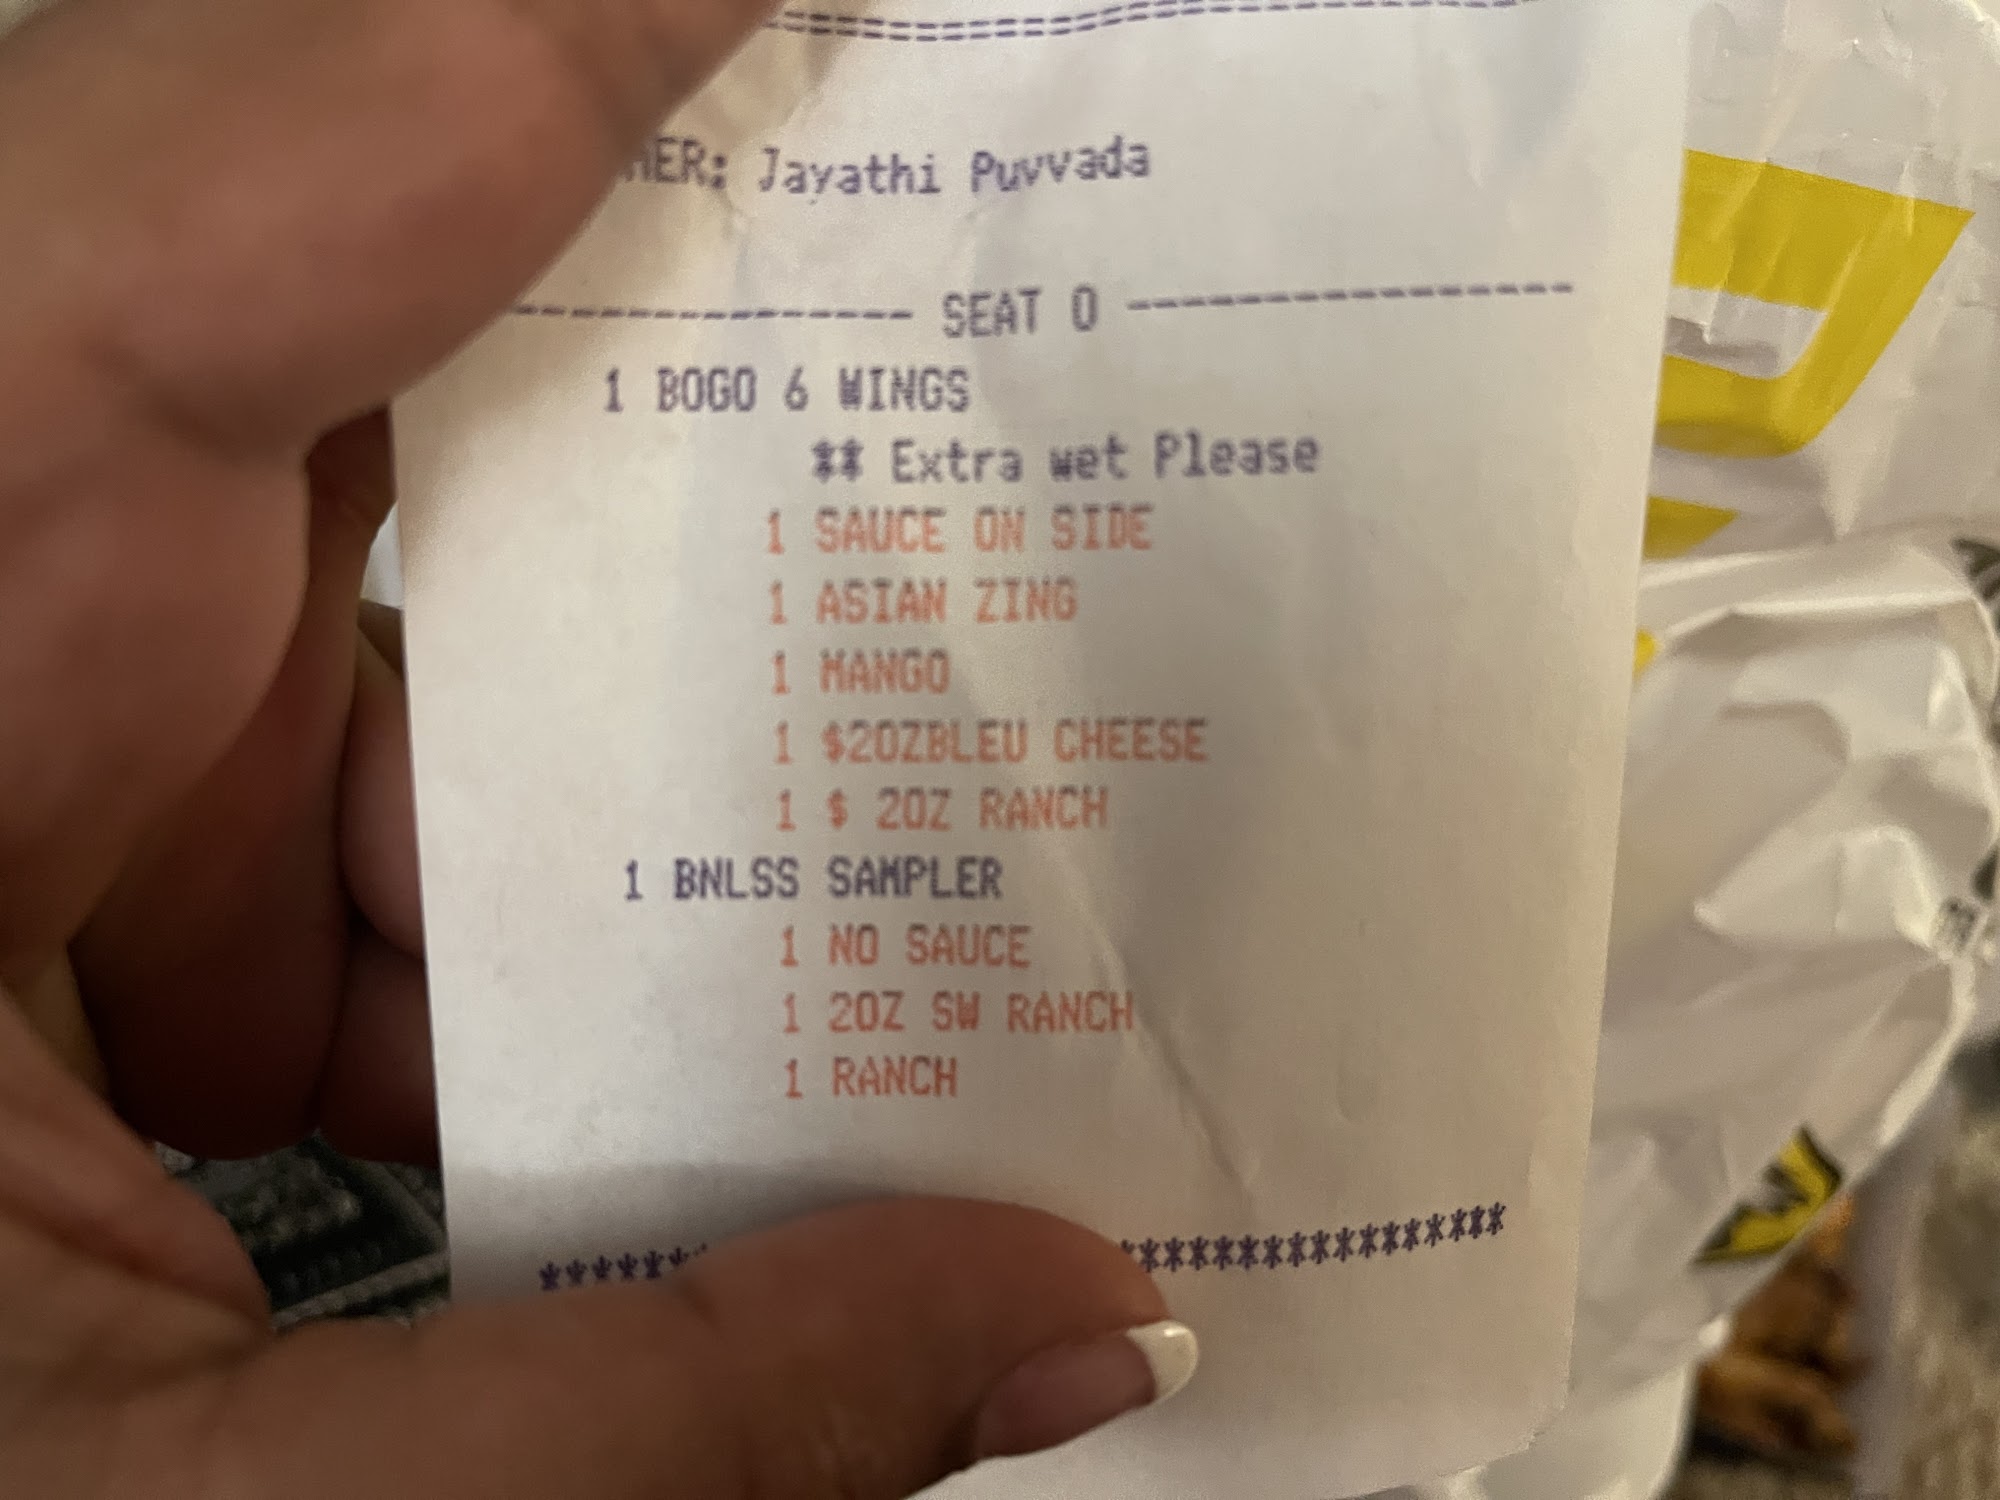 =================================
HER: Jayathi Puvvada
---------------- SEAT 0 -----------------
1 BOGO 6 WINGS
** Extra wet Please
1 SAUCE ON SIDE
1 ASIAN ZING
1 MANGO
1 $2OZBLEU CHEESE
1 $ 2OZ RANCH
1 BNLSS SAMPLER
1 NO SAUCE
1 2OZ SW RANCH
1 RANCH
****** ****************